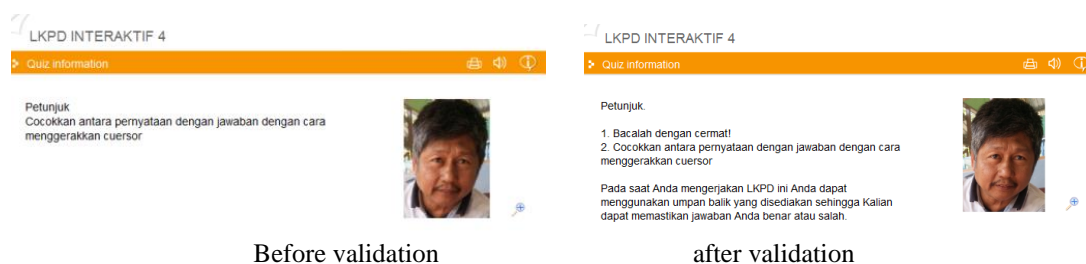 LKPD INTERAKTIF 4
Quiz information
Petunjuk
Cocokkan antara pernyataan dengan jawaban dengan cara
menggerakkan cuersor
Before validation
LKPD INTERAKTIF 4
Quiz information
Petunjuk.
1. Bacalah dengan cermat!
2. Cocokkan antara pernyataan dengan jawaban dengan cara
menggerakkan cuersor
Pada saat Anda mengerjakan LKPD ini Anda dapat
menggunakan umpan balik yang disediakan sehingga Kalian
dapat memastikan jawaban Anda benar atau salah.
after validation